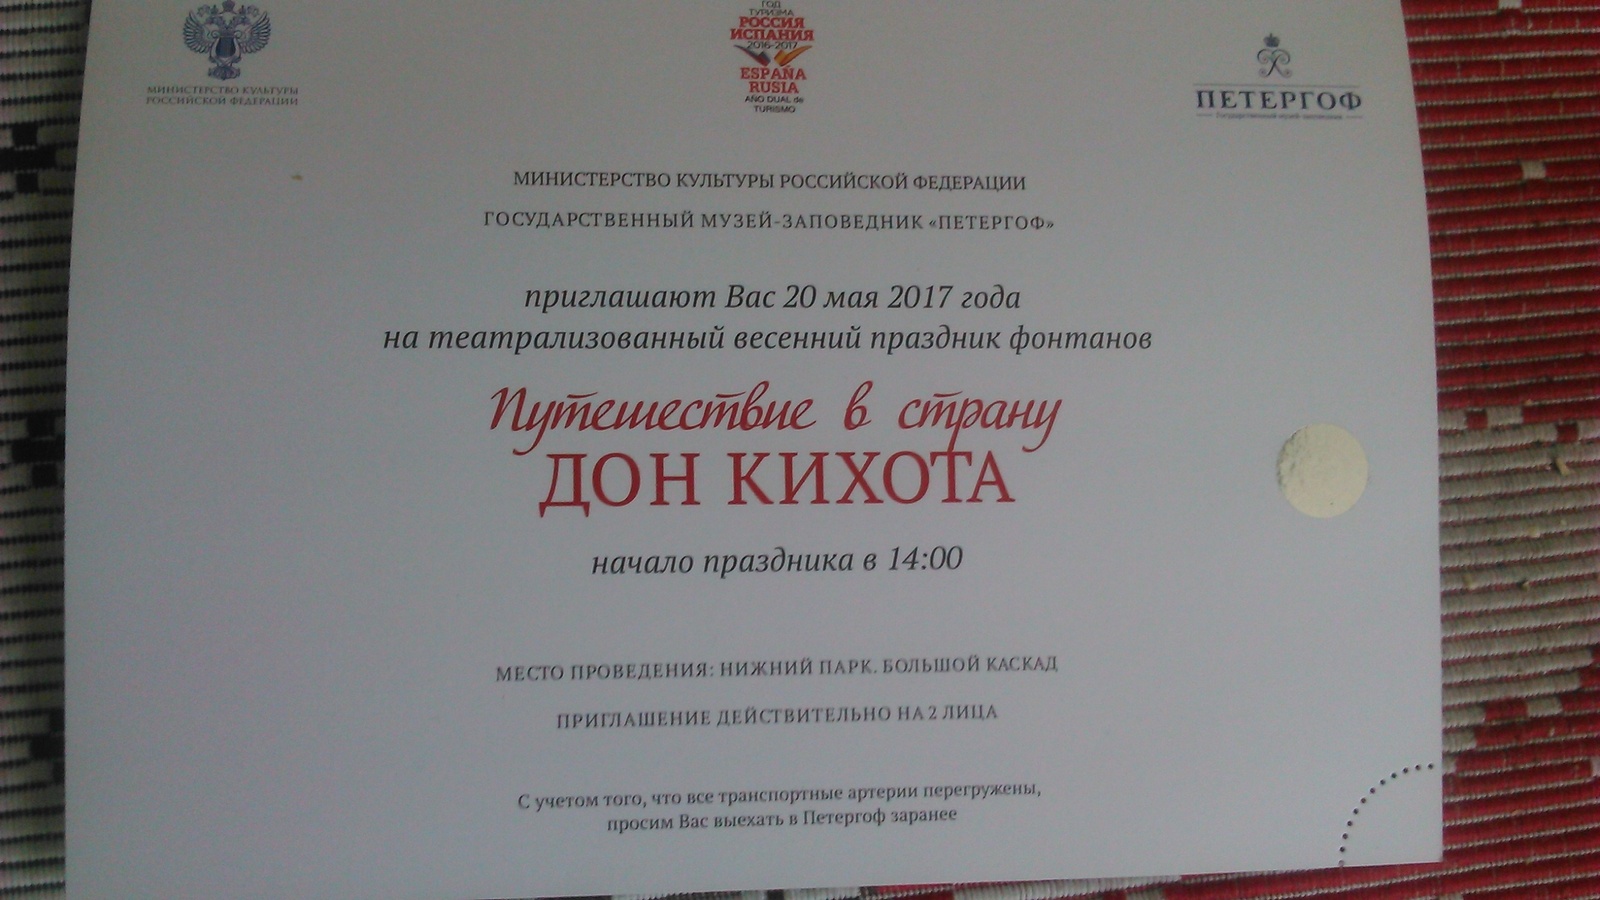 МИНИСТЕРСТВО КУЛЬТУРЫ
РОССИЙСКОЙ ФЕДЕРАЦИИ
ГОД
ТУРИЗМА
РОССИЯ
ИСПАНИЯ
2016-2017
ESPAÑA
RUSIA
AÑO DUAL de
TURISMO
ПЕТЕРГОФ
Государственный музей-заповедник
МИНИСТЕРСТВО КУЛЬТУРЫ РОССИЙСКОЙ ФЕДЕРАЦИИ
ГОСУДАРСТВЕННЫЙ МУЗЕЙ-ЗАПОВЕДНИК «ПЕТЕРГОФ»
приглашают Вас 20 мая 2017 года
на театрализованный весенний праздник фонтанов
Путешествие в страну
ДОН КИХОТА
начало праздника в 14:00
МЕСТО ПРОВЕДЕНИЯ: НИЖНИЙ ПАРК. БОЛЬШОЙ КАСКАД
ПРИГЛАШЕНИЕ ДЕЙСТВИТЕЛЬНО НА 2 ЛИЦА
С учетом того, что все транспортные артерии перегружены,
просим Вас выехать в Петергоф заранее